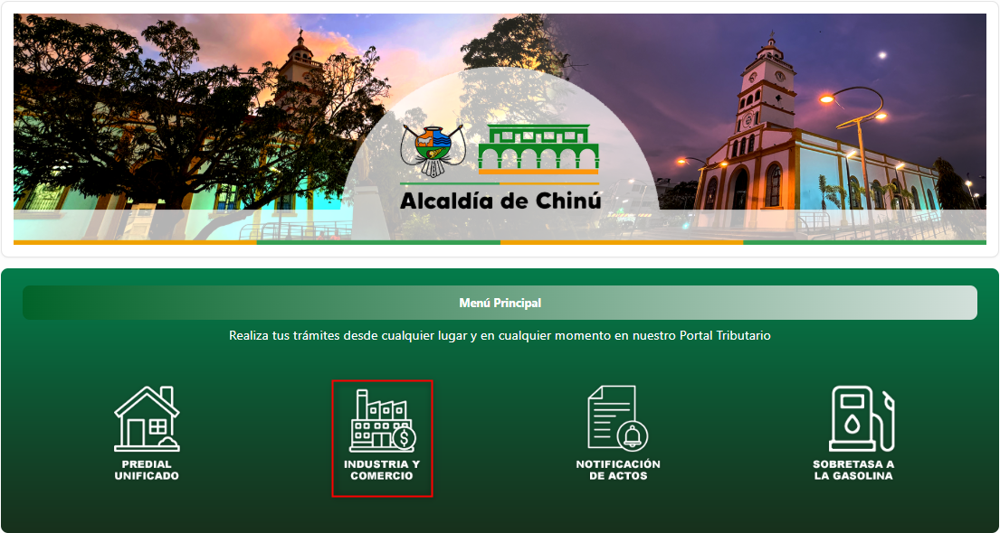 Alcaldía de Chinú
Menú Principal
Realiza tus trámites desde cualquier lugar y en cualquier momento en nuestro Portal Tributario
PREDIAL
UNIFICADO
INDUSTRIA Y
COMERCIO
NOTIFICACIÓN
DE ACTOS
SOBRETASA A
LA GASOLINA